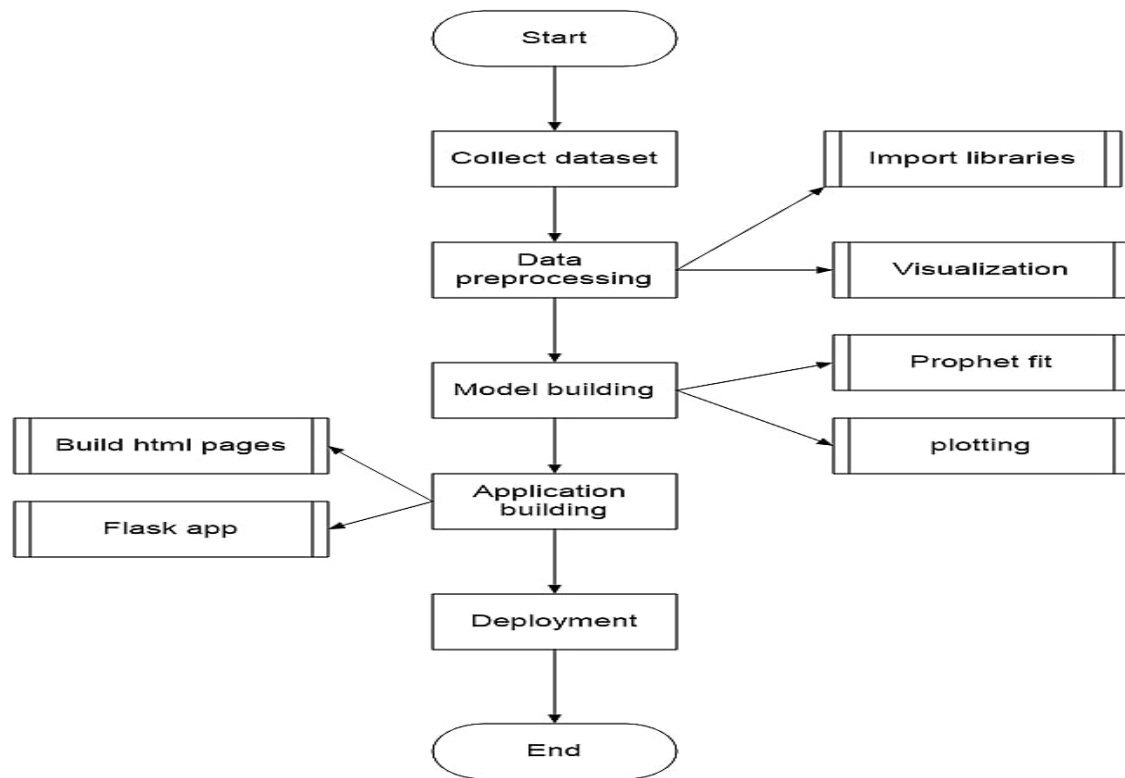 Start
Collect dataset
Import libraries
Data
preprocessing
Visualization
Prophet fit
Model building
plotting
Build html pages
Application
building
Flask app
Deployment
End